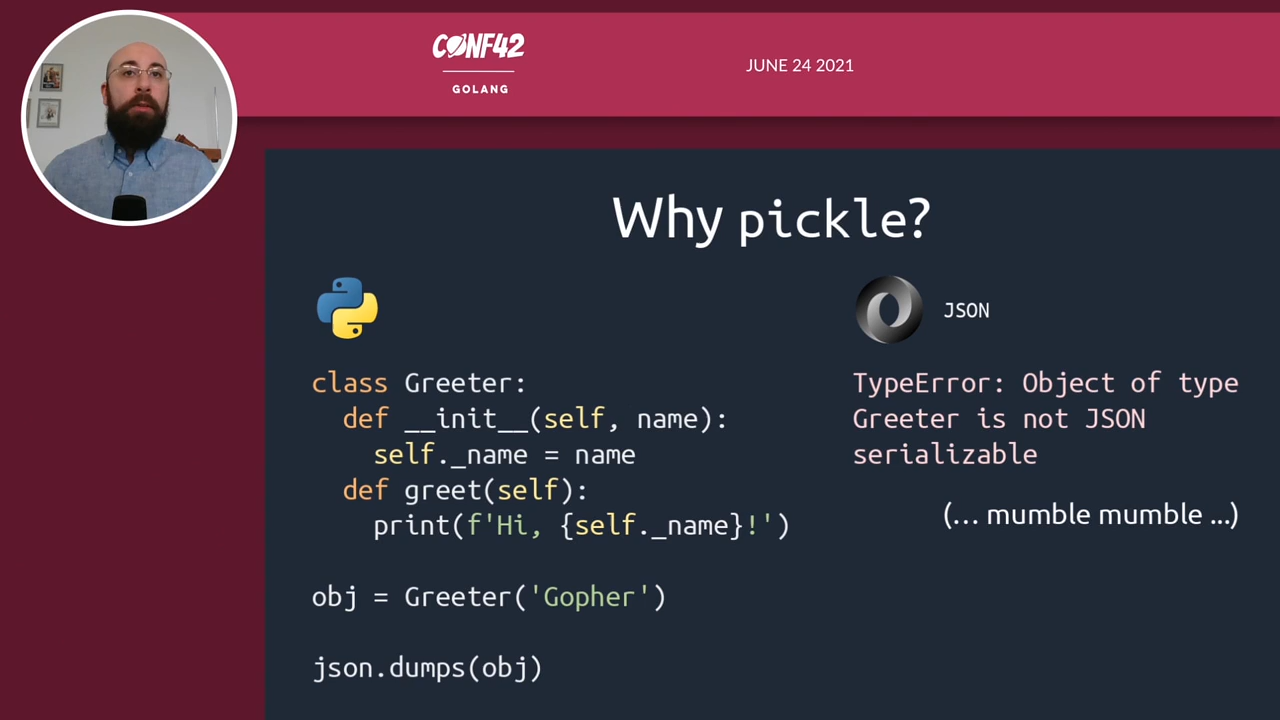 CONF42
GOLANG
JUNE 24 2021
Why pickle?
JSON
class Greeter:
  def __init__(self, name):
    self._name = name
  def greet(self):
    print(f'Hi, {self._name}!')
obj = Greeter('Gopher')
json.dumps(obj)
TypeError: Object of type
Greeter is not JSON
serializable
(... mumble mumble ...)